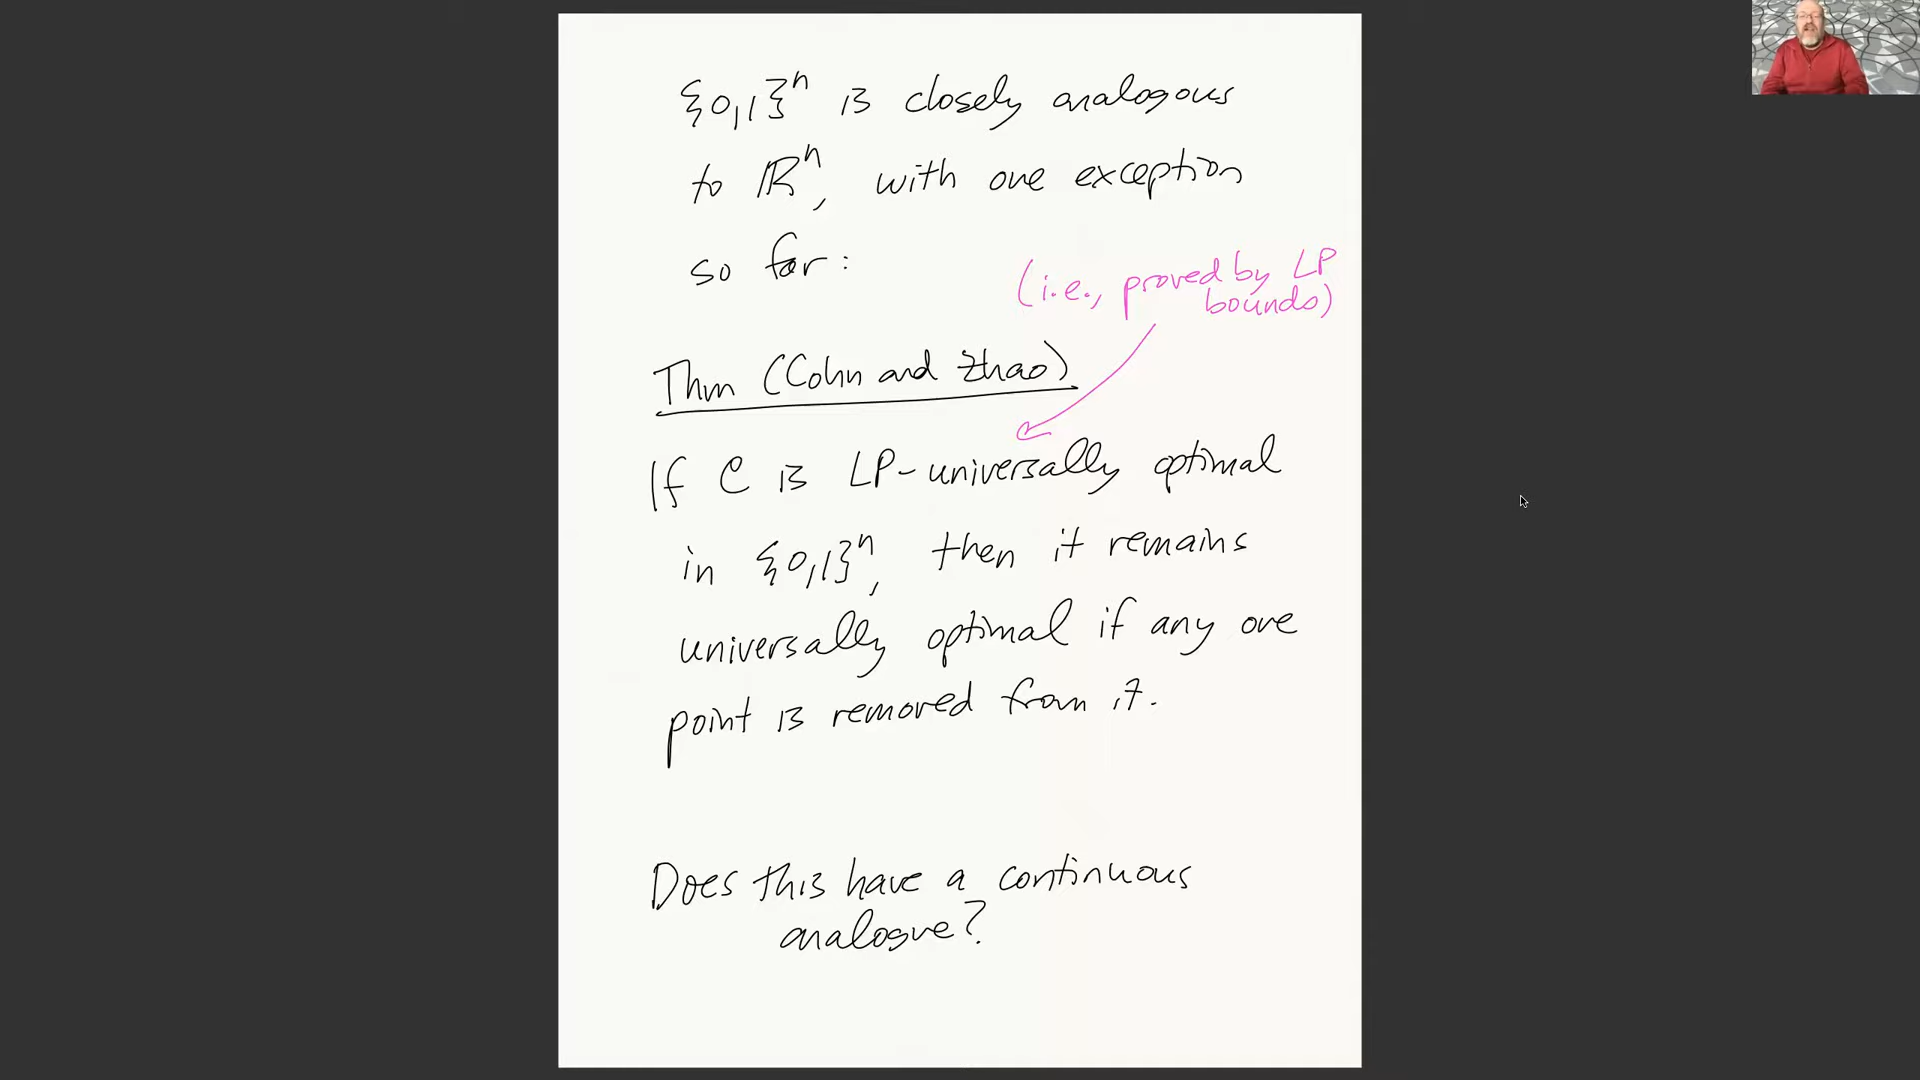 {0,1}ⁿ is closely analogous
to ℝⁿ, with one exception
so far:
(i.e., proved by LP
bounds)
Thm (Cohn and Zhao)
If C is LP-universally optimal
in {0,1}ⁿ, then it remains
universally optimal if any one
point is removed from it.
Does this have a continuous
analogue?